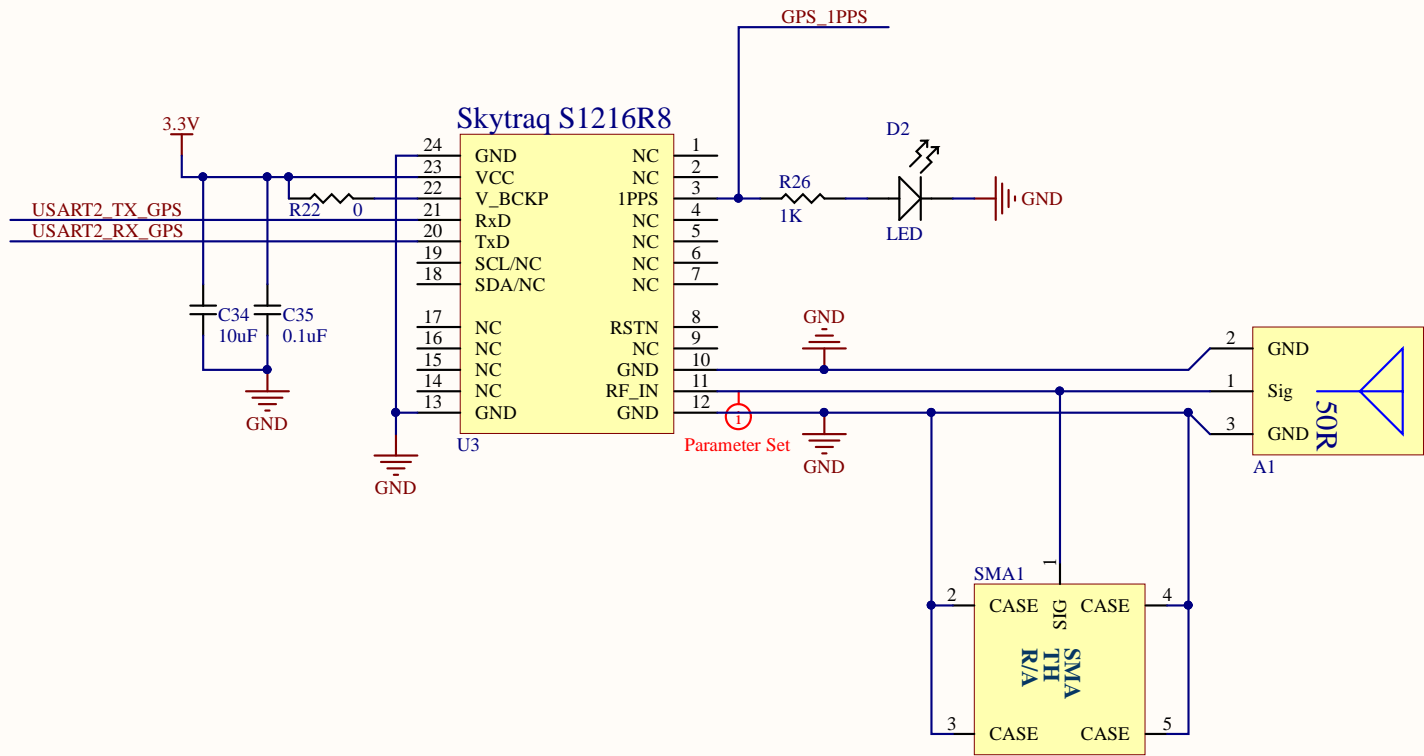 GPS_1PPS
Skytraq S1216R8
3.3V
D2
24 GND NC 1
23 VCC NC 2
22 V_BCKP 1PPS 3
R26
1K
GND
R22 0
USART2_TX_GPS
21 RxD NC 4
USART2_RX_GPS
20 TxD NC 5
LED
19 SCL/NC NC 6
18 SDA/NC NC 7
C34
10uF
C35
0.1uF
GND
17 NC RSTN 8
16 NC NC 9
15 NC GND 10
14 NC RF_IN 11
13 GND GND 12
GND
2 GND
1 Sig
3 GND
50R
i
Parameter Set
U3
GND
GND
A1
SMA1
1
2 CASE SIG CASE 4
SMA
TH
R/A
3 CASE CASE 5